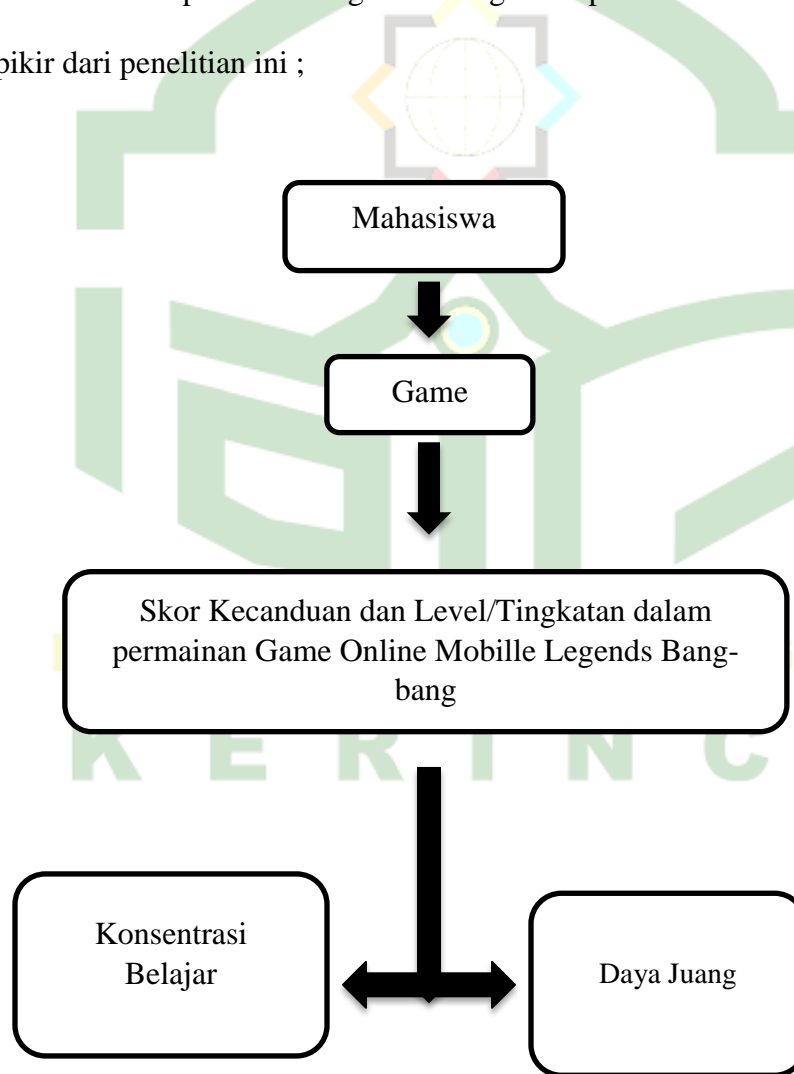 pikir dari penelitian ini ;
Mahasiswa
Game
Skor Kecanduan dan Level/Tingkatan dalam
permainan Game Online Mobille Legends Bang-
bang
K E R I N C
Konsentrasi
Belajar
Daya Juang